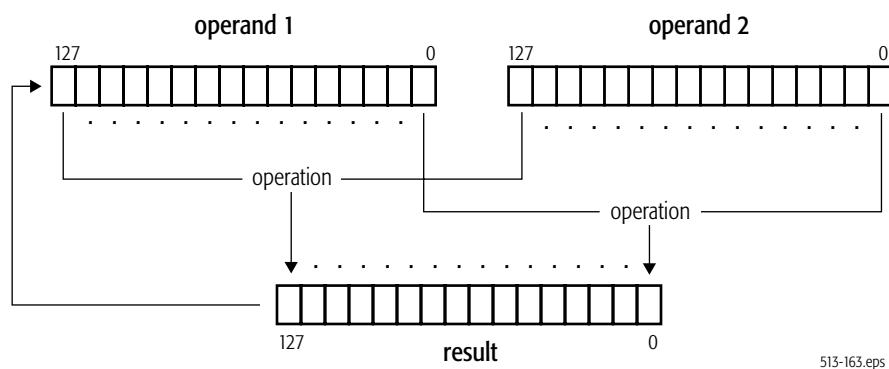 operand 1 operand 2
127 0 127 0
. . . . . . . . . . . . . . . . . . . . . . . . . . . .
operation
operation
. . . . . . . . . . . . . .
127 0
result
513-163.eps